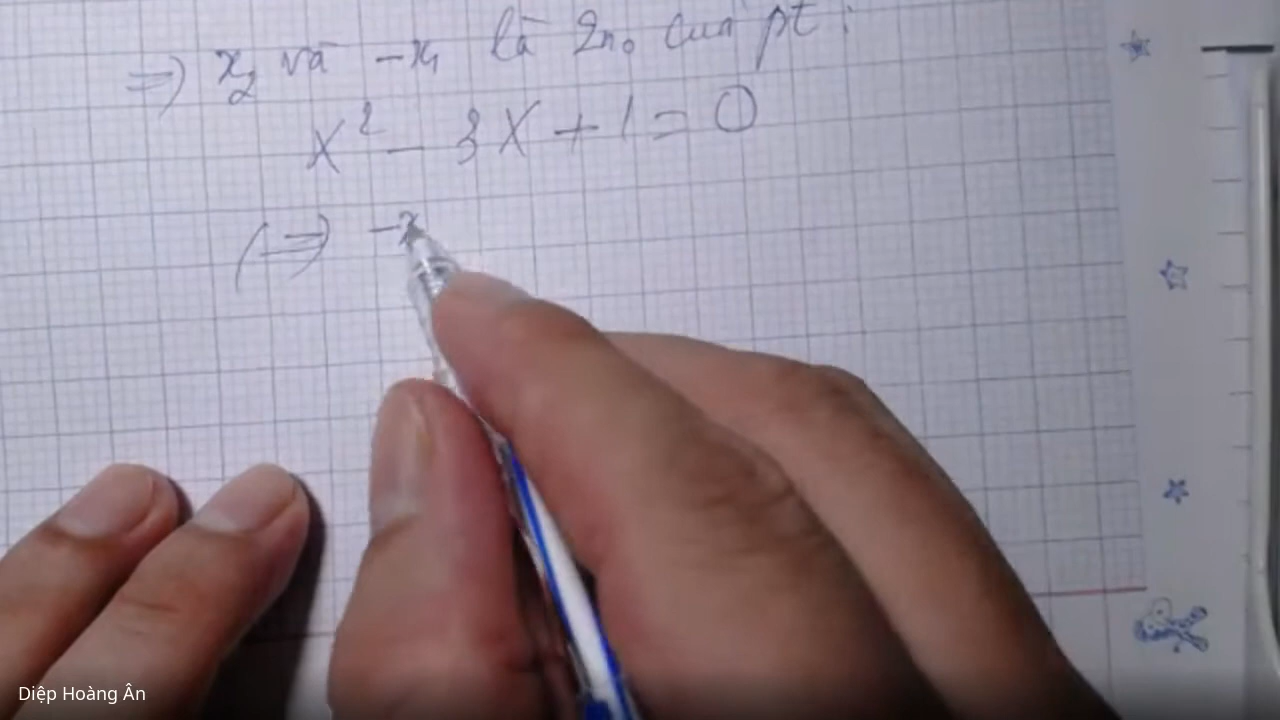 => x₂ và -x₁ là 2n₀ của pt :
X² - 3X + 1 = 0
(=> -x
Diệp Hoàng Ân